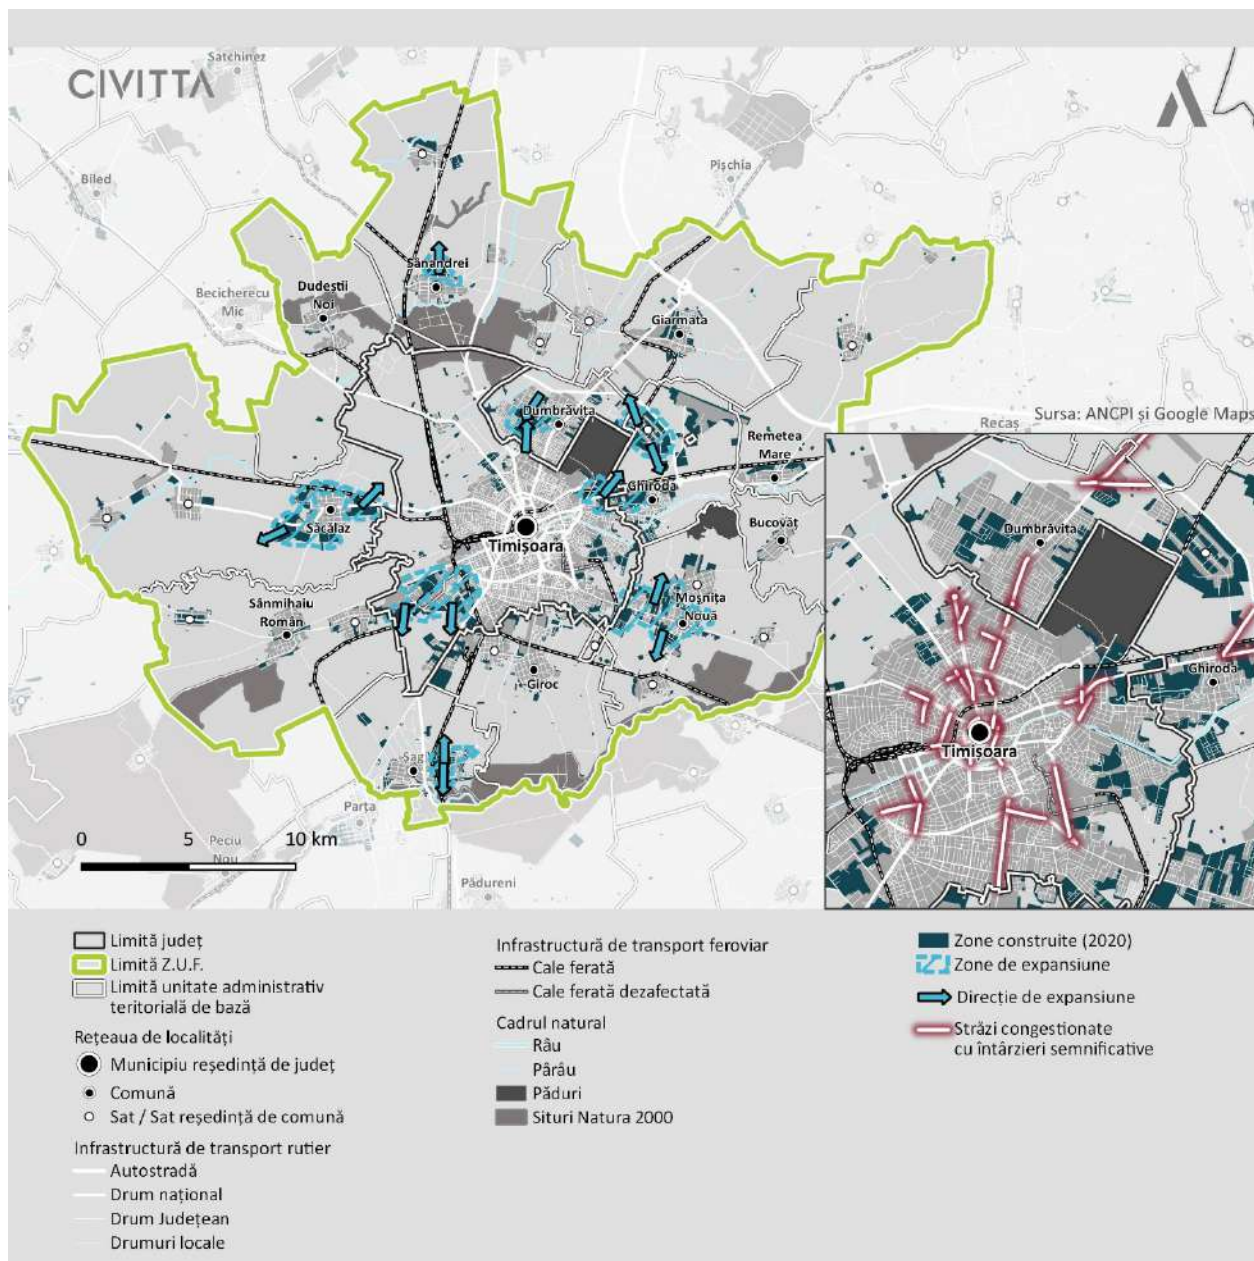 Satchinez
CIVITTA
Pișchia
Biled
Sânandrei
Dudeștii
Noi
Becicherecu
Mic
Giarmata
Dumbrăvița
Sursa: ANCPI și Google Maps
Recaș
Remetea
Mare
Ghiroda
Săcălaz
Bucovăț
Timișoara
Moșnița
Nouă
Sânmihaiu
Român
Giroc
Șag
Parța
0 5 10 km
Peciu
Nou
Pădureni
Dumbrăvița
Ghiroda
Timișoara
Limită județ
Limită Z.U.F.
Limită unitate administrativ
teritorială de bază
Rețeaua de localități
Municipiu reședință de județ
Comună
Sat / Sat reședință de comună
Infrastructură de transport rutier
Autostradă
Drum național
Drum Județean
Drumuri locale
Infrastructură de transport feroviar
Cale ferată
Cale ferată dezafectată
Cadrul natural
Râu
Pârâu
Păduri
Situri Natura 2000
Zone construite (2020)
Zone de expansiune
Direcție de expansiune
Străzi congestionate
cu întârzieri semnificative